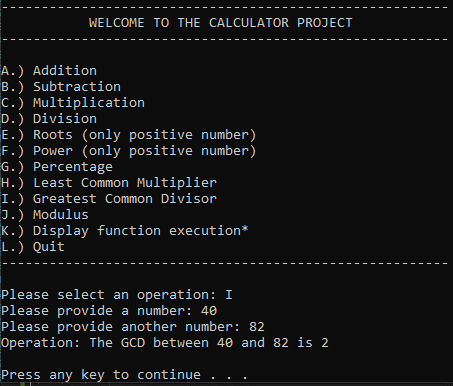 --------------------------------------------------------
WELCOME TO THE CALCULATOR PROJECT
--------------------------------------------------------
A.) Addition
B.) Subtraction
C.) Multiplication
D.) Division
E.) Roots (only positive number)
F.) Power (only positive number)
G.) Percentage
H.) Least Common Multiplier
I.) Greatest Common Divisor
J.) Modulus
K.) Display function execution*
L.) Quit
--------------------------------------------------------
Please select an operation: I
Please provide a number: 40
Please provide another number: 82
Operation: The GCD between 40 and 82 is 2
Press any key to continue . . .